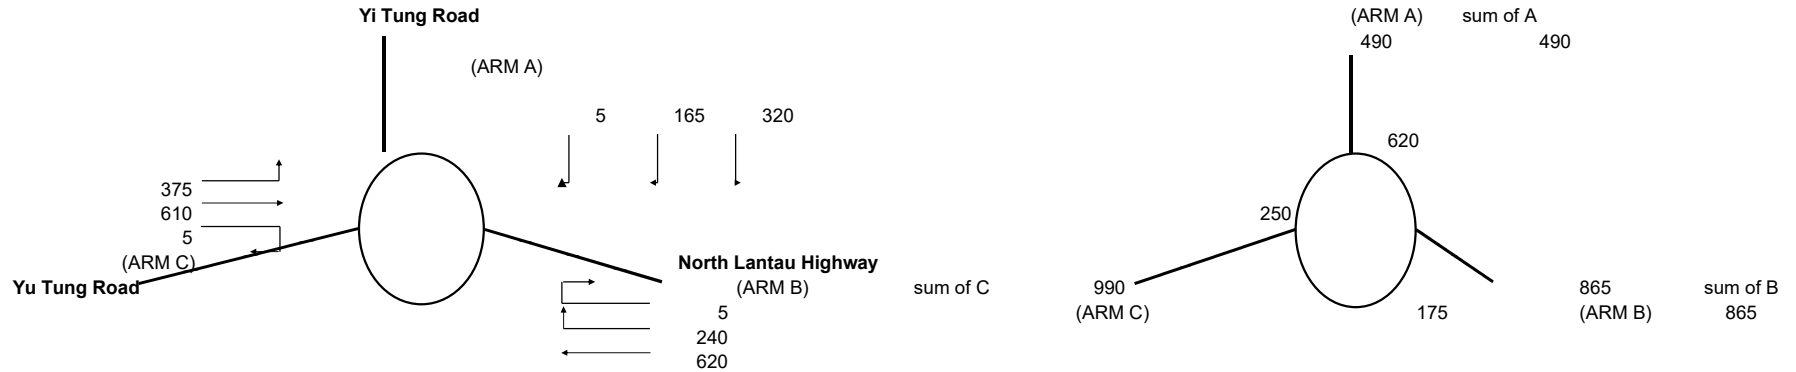 Yi Tung Road
(ARM A)
5 165 320
375
610
5
(ARM C)
Yu Tung Road
North Lantau Highway
(ARM B)
5
240
620
(ARM A) sum of A
490 490
620
250
sum of C 990 865 sum of B
(ARM C) 175 (ARM B) 865